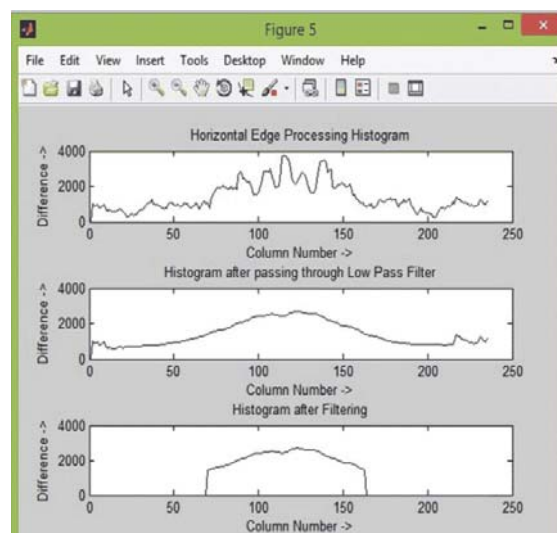 Figure 5
File Edit View Insert Tools Desktop Window Help
Horizontal Edge Processing Histogram
4000
2000
0
Difference ->
0 50 100 150 200 250
Column Number ->
Histogram after passing through Low Pass Filter
4000
2000
0
Difference ->
0 50 100 150 200 250
Column Number ->
Histogram after Filtering
4000
2000
0
Difference ->
0 50 100 150 200 250
Column Number ->